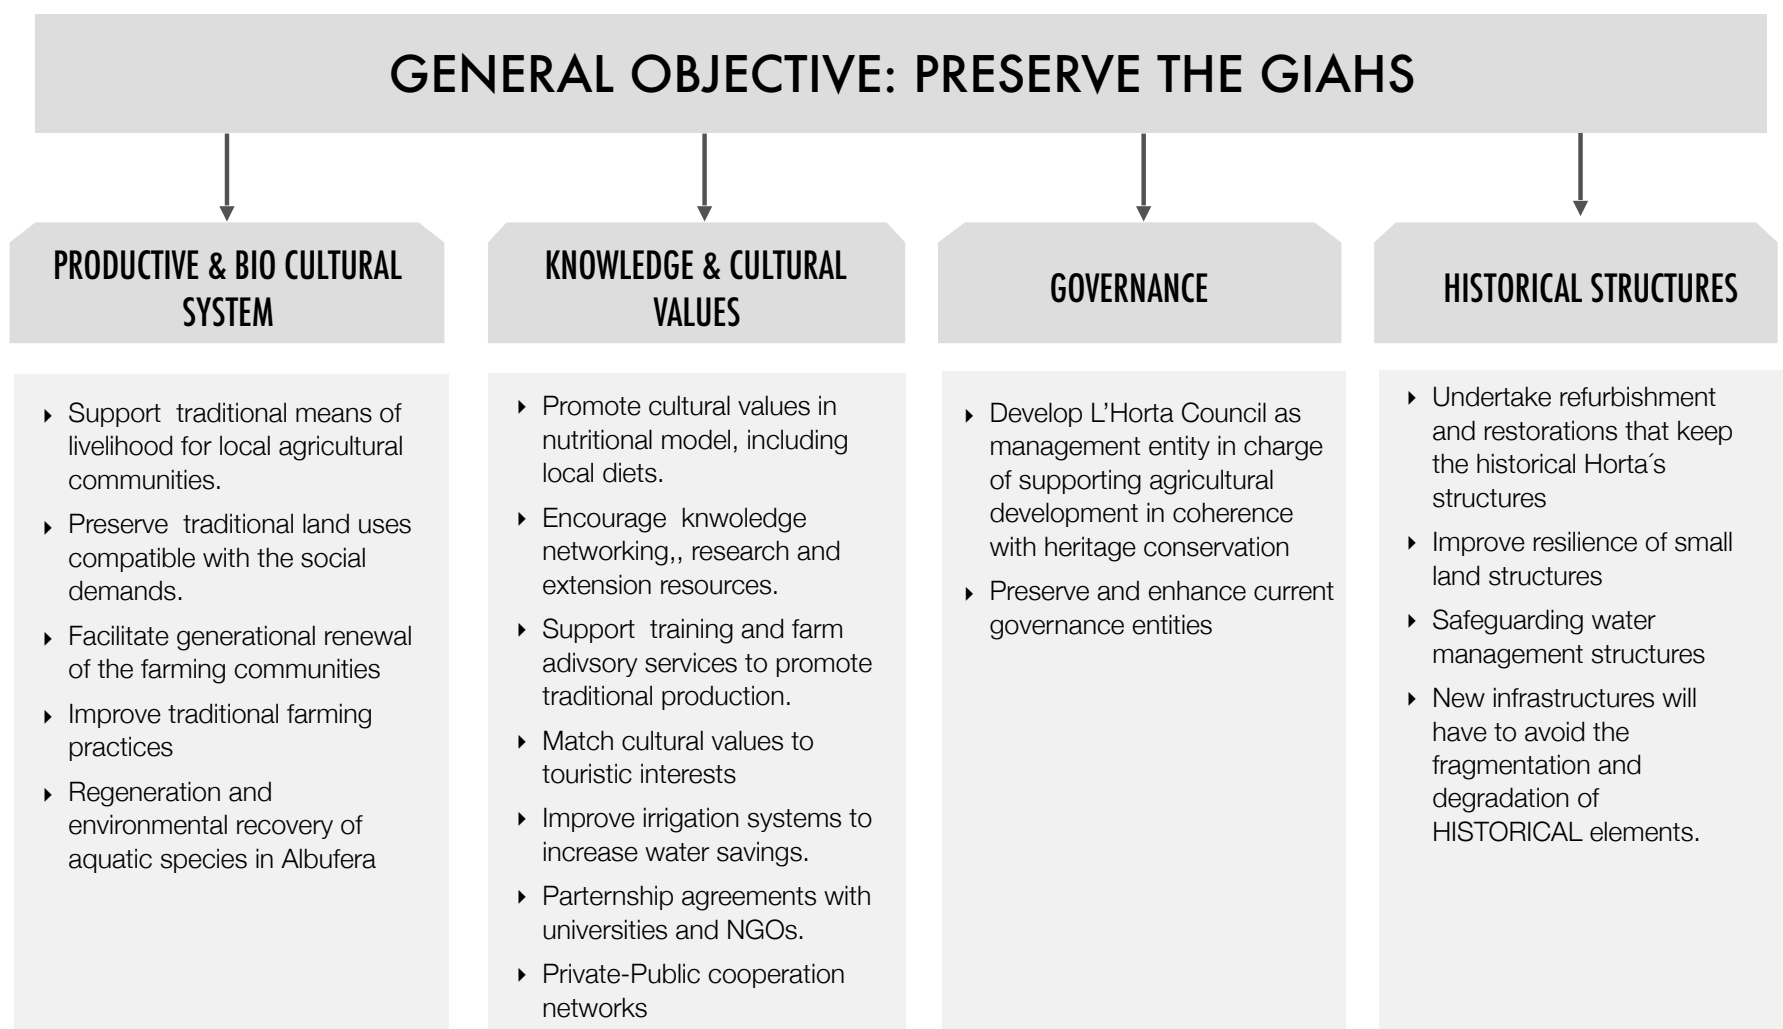 GENERAL OBJECTIVE: PRESERVE THE GIAHS
PRODUCTIVE & BIO CULTURAL
SYSTEM
▸ Support  traditional means of
livelihood for local agricultural
communities.
▸ Preserve  traditional land uses
compatible with the social
demands.
▸ Facilitate generational renewal
of the farming communities
▸ Improve traditional farming
practices
▸ Regeneration and
environmental recovery of
aquatic species in Albufera
KNOWLEDGE & CULTURAL
VALUES
▸ Promote cultural values in
nutritional model, including
local diets.
▸ Encourage  knwoledge
networking,, research and
extension resources.
▸ Support  training and farm
adivsory services to promote
traditional production.
▸ Match cultural values to
touristic interests
▸ Improve irrigation systems to
increase water savings.
▸ Parternship agreements with
universities and NGOs.
▸ Private-Public cooperation
networks
GOVERNANCE
▸ Develop L’Horta Council as
management entity in charge
of supporting agricultural
development in coherence
with heritage conservation
▸ Preserve and enhance current
governance entities
HISTORICAL STRUCTURES
▸ Undertake refurbishment
and restorations that keep
the historical Horta´s
structures
▸ Improve resilience of small
land structures
▸ Safeguarding water
management structures
▸ New infrastructures will
have to avoid the
fragmentation and
degradation of
HISTORICAL elements.